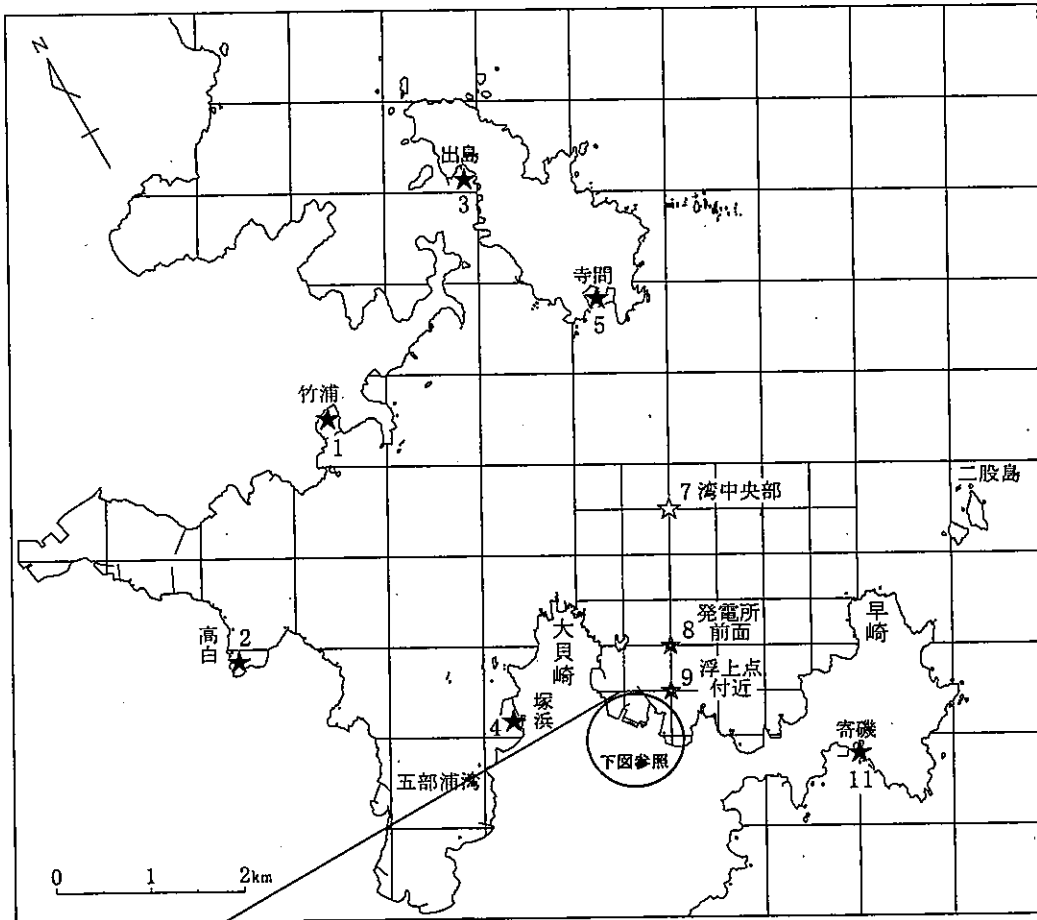 N
出島
3
寺間
5
竹浦
1
7 湾中央部
二股島
高白
2
大貝崎
8
発電所
前面
早崎
9
浮上点
付近
4
塚浜
下図参照
寄磯
11
五部浦湾
0 1 2km